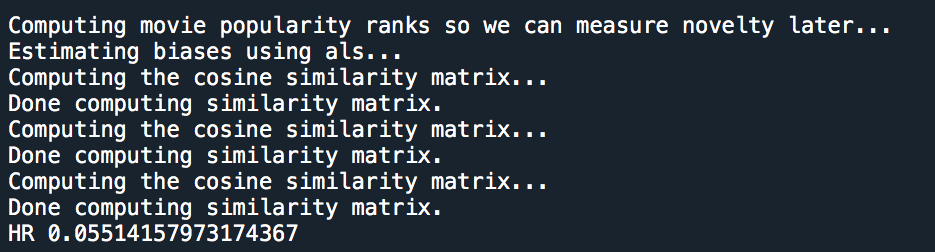 Computing movie popularity ranks so we can measure novelty later...
Estimating biases using als...
Computing the cosine similarity matrix...
Done computing similarity matrix.
Computing the cosine similarity matrix...
Done computing similarity matrix.
Computing the cosine similarity matrix...
Done computing similarity matrix.
HR 0.05514157973174367